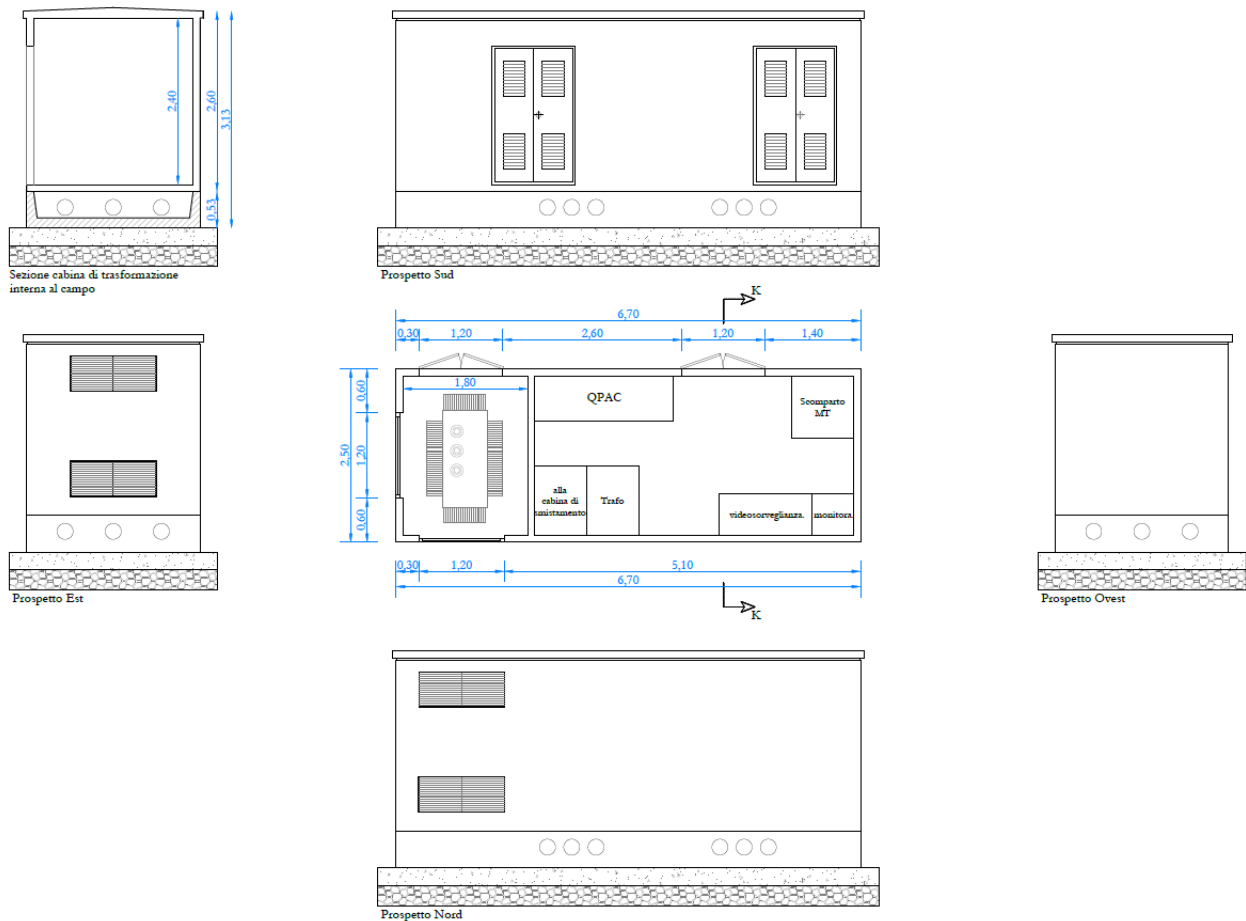 2,40
2,60
3,13
0,53
Sezione cabina di trasformazione
interna al campo
Prospetto Sud
K
6,70
0,30
1,20
2,60
1,20
1,40
1,80
0,60
2,50
1,20
0,60
QPAC
Scomparto
MT
alla
cabina di
smistamento
Trafo
videosorveglianza.
monitora.
0,30
1,20
5,10
6,70
K
Prospetto Est
Prospetto Ovest
Prospetto Nord